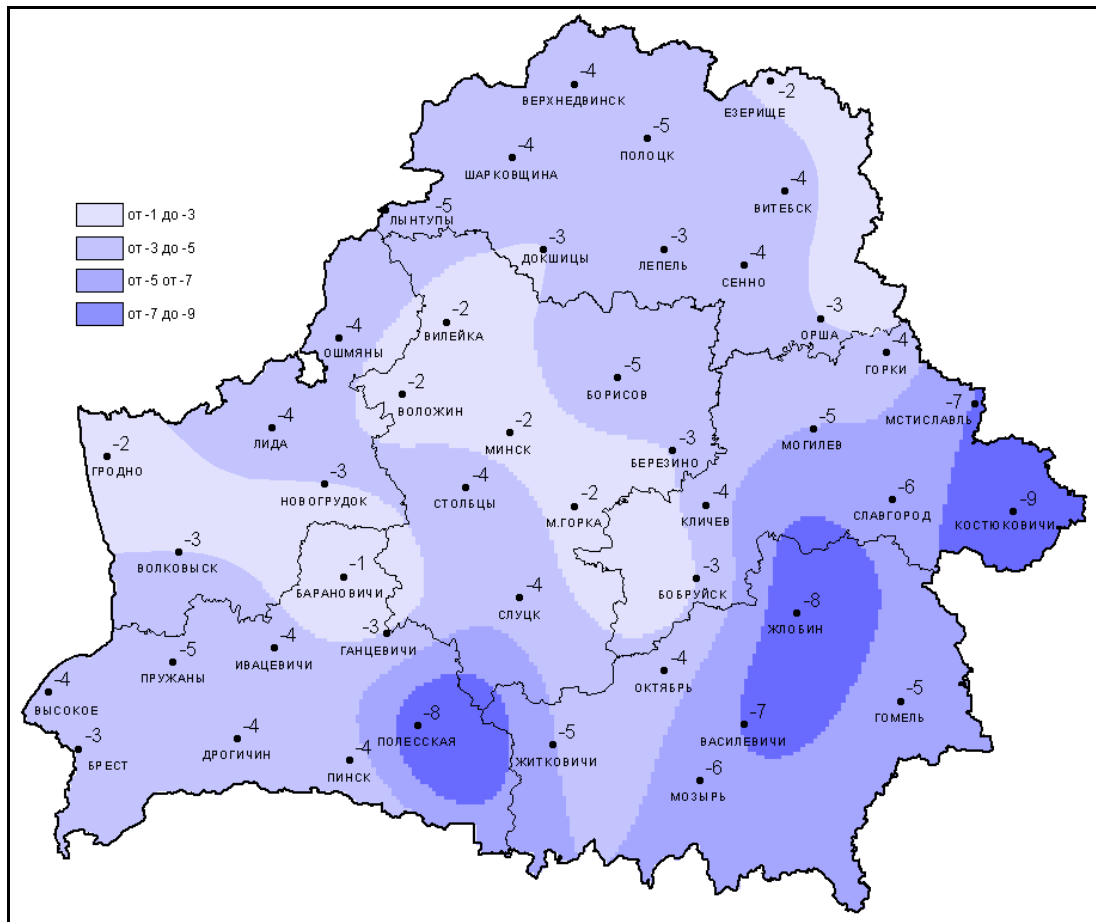 -4
ВЕРХНЕДВИНСК
-2
ЕЗЕРИЩЕ
-5
ПОЛОЦК
-4
ШАРКОВЩИНА
-4
ВИТЕБСК
-5
ЛЫНТУПЫ
от -1 до -3
от -3 до -5
от -5 от -7
от -7 до -9
-3
ДОКШИЦЫ
-3
ЛЕПЕЛЬ
-4
СЕННО
-2
ВИЛЕЙКА
-3
ОРША
-4
ОШМЯНЫ
-4
ГОРКИ
-5
БОРИСОВ
-2
ВОЛОЖИН
-7
МСТИСЛАВЛЬ
-4
ЛИДА
-2
МИНСК
-5
МОГИЛЕВ
-2
ГРОДНО
-3
БЕРЕЗИНО
-3
НОВОГРУДОК
-4
СТОЛЬЦЫ
-2
М.ГОРКА
-4
КЛИЧЕВ
-6
СЛАВГОРОД
-9
КОСТЮКОВИЧИ
-3
ВОЛКОВЫСК
-1
БАРАНОВИЧИ
-3
БОБРУЙСК
-4
СЛУЦК
-8
ЖЛОБИН
-3
ГАНЦЕВИЧИ
-4
ИВАЦЕВИЧИ
-5
ПРУЖАНЫ
-4
ОКТЯБРЬ
-4
ВЫСОКОЕ
-5
ГОМЕЛЬ
-8
ПОЛЕССКАЯ
-7
ВАСИЛЕВИЧИ
-3
БРЕСТ
-4
ДРОГИЧИН
-5
ЖИТКОВИЧИ
-4
ПИНСК
-6
МОЗЫРЬ